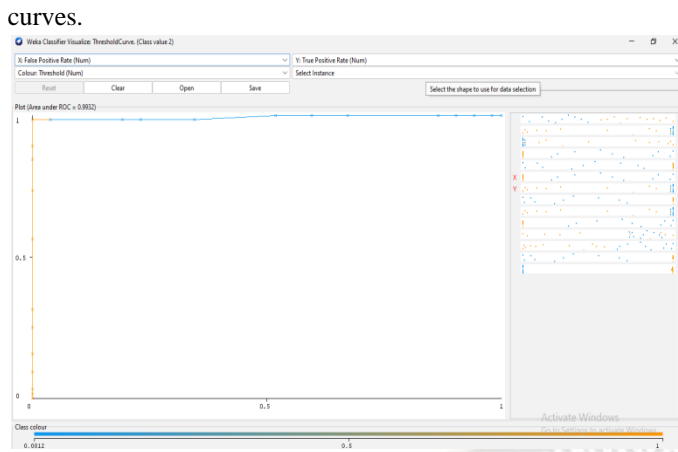 curves.
Weka Classifier Visualize: ThresholdCurve. (Class value 2)
X: False Positive Rate (Num)
Y: True Positive Rate (Num)
Colour: Threshold (Num)
Select Instance
Reset Clear Open Save
Select the shape to use for data selection
Plot (Area under ROC = 0.9932)
1
X
Y
0.5
0
0 0.5 1
Activate Windows
Go to Settings to activate Windows.
Class colour
0.0012 0.5 1